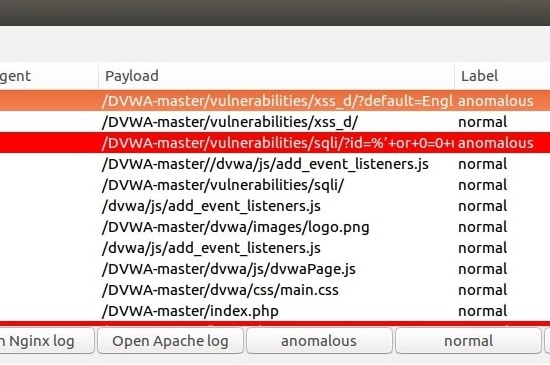 gent Payload Label
/DVWA-master/vulnerabilities/xss_d/?default=Engl anomalous
/DVWA-master/vulnerabilities/xss_d/ normal
/DVWA-master/vulnerabilities/sqli/?id=%'+or+0=0+ anomalous
/DVWA-master//dvwa/js/add_event_listeners.js normal
/DVWA-master/vulnerabilities/sqli/ normal
/dvwa/js/add_event_listeners.js normal
/DVWA-master/dvwa/images/logo.png normal
/dvwa/js/add_event_listeners.js normal
/DVWA-master/dvwa/js/dvwaPage.js normal
/DVWA-master/dvwa/css/main.css normal
/DVWA-master/index.php normal
n Nginx log Open Apache log anomalous normal